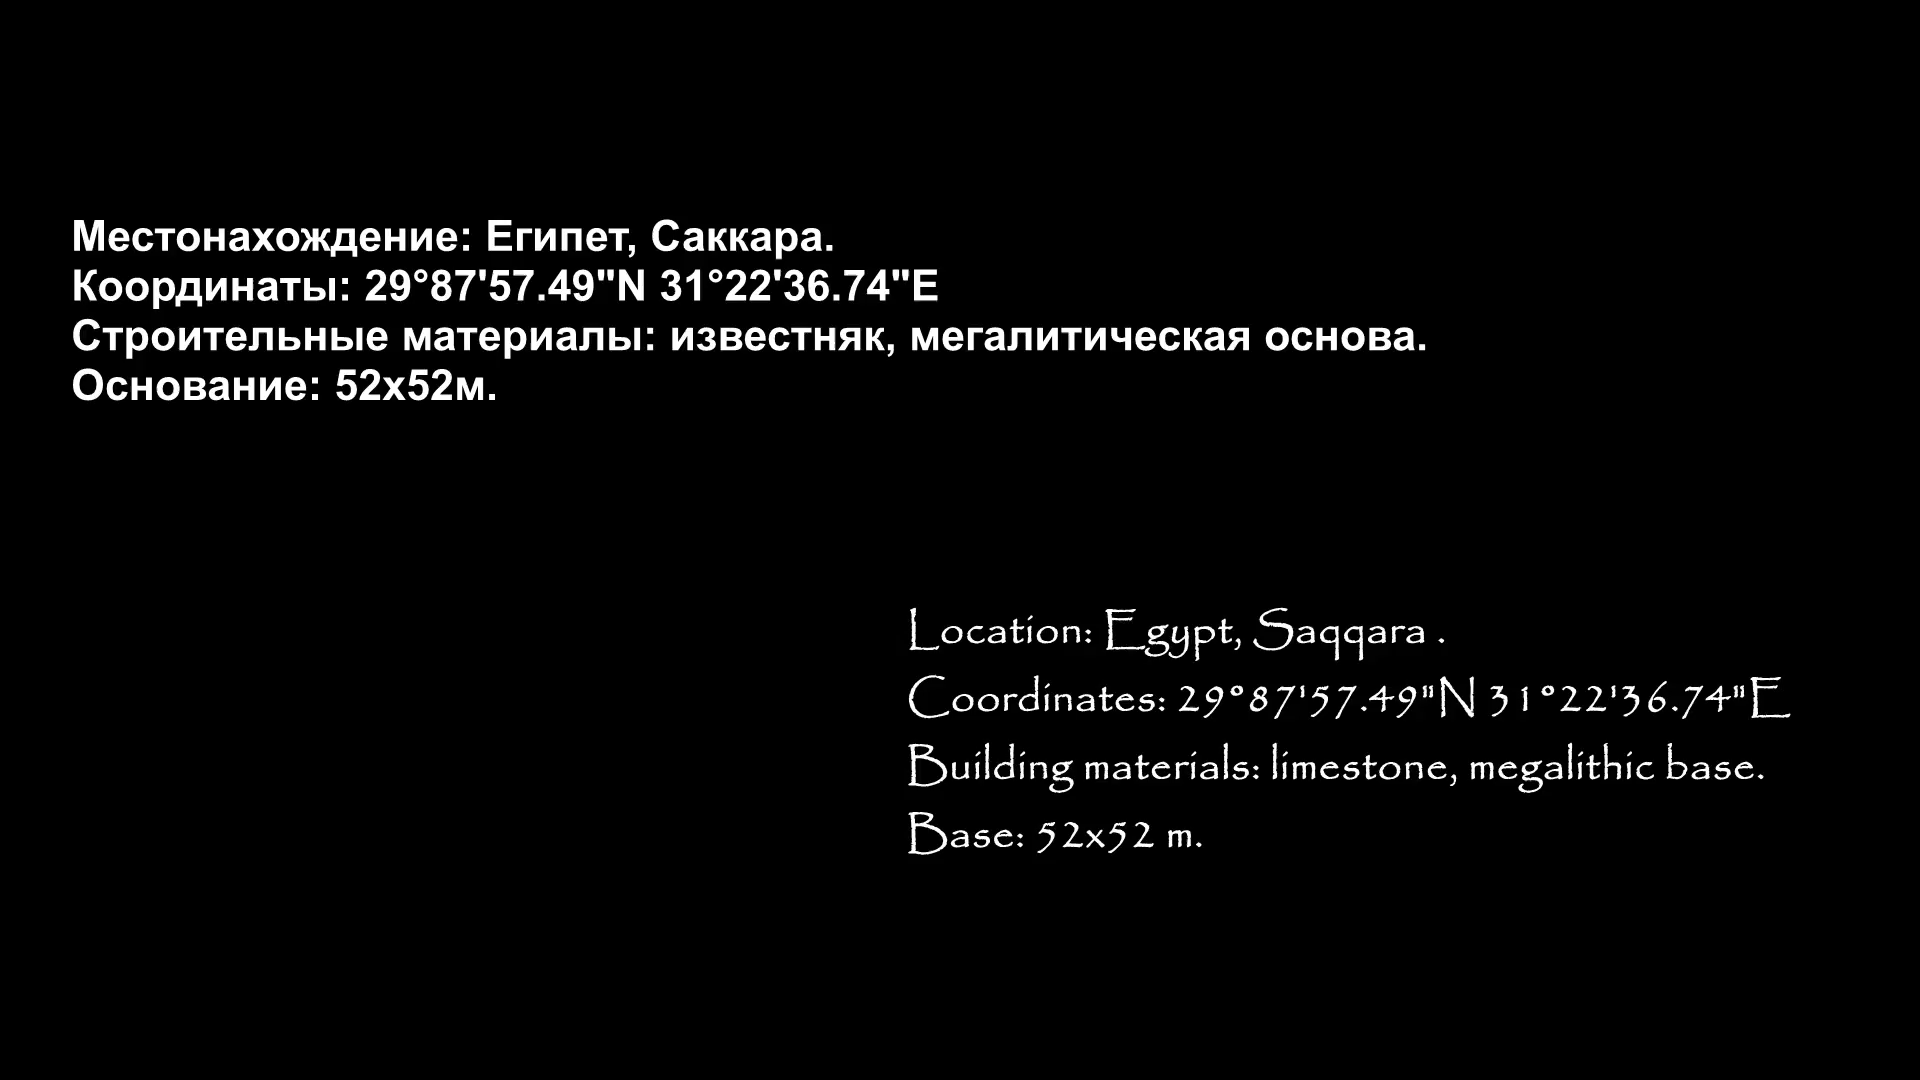 Местонахождение: Египет, Саккара.
Координаты: 29°87'57.49"N 31°22'36.74"E
Строительные материалы: известняк, мегалитическая основа.
Основание: 52х52м.
Location: Egypt, Saqqara .
Coordinates: 29°87'57.49"N 31°22'36.74"E
Building materials: limestone, megalithic base.
Base: 52x52 m.